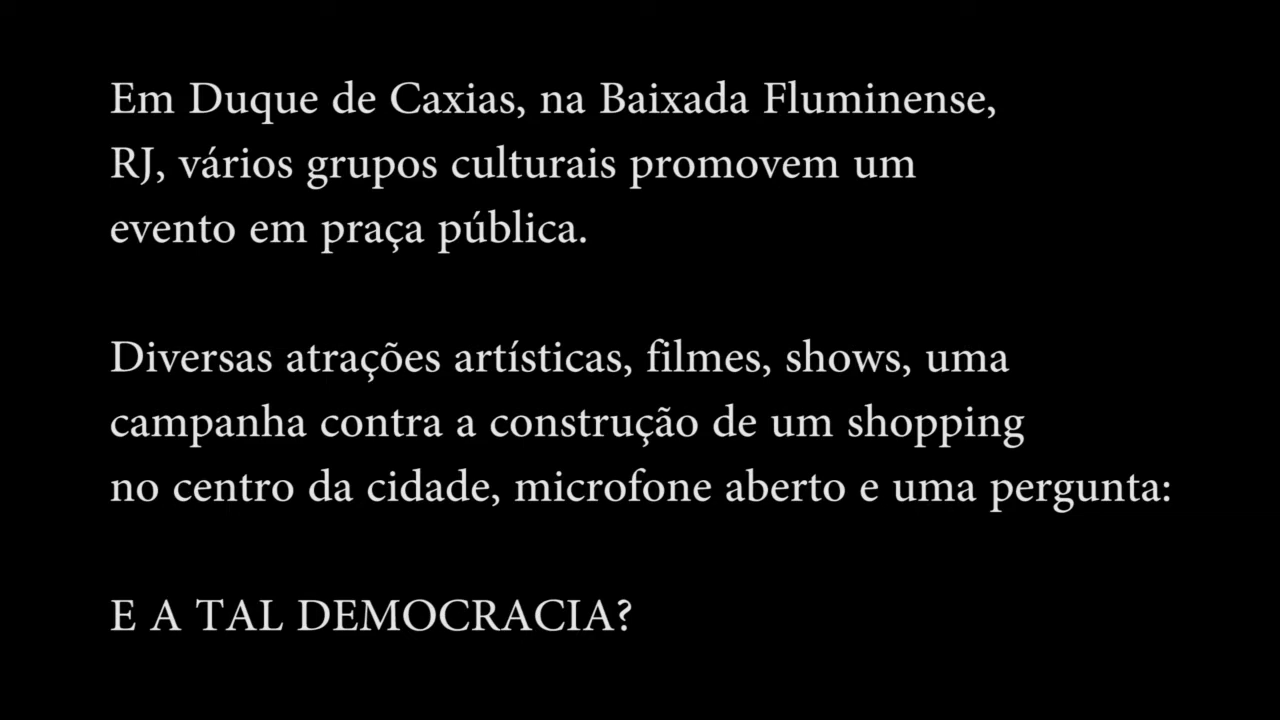 Em Duque de Caxias, na Baixada Fluminense,
RJ, vários grupos culturais promovem um
evento em praça pública.
Diversas atrações artísticas, filmes, shows, uma
campanha contra a construção de um shopping
no centro da cidade, microfone aberto e uma pergunta:
E A TAL DEMOCRACIA?